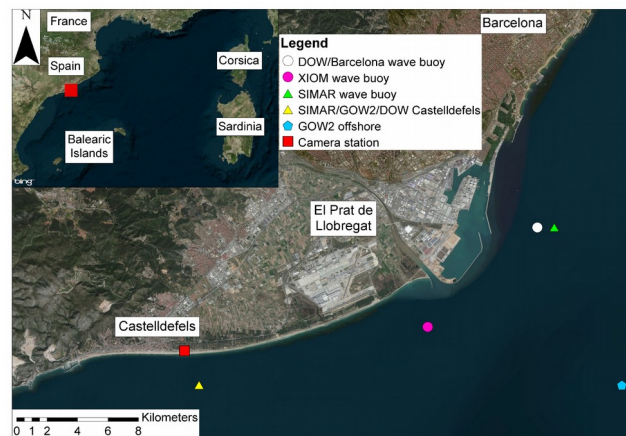 N
France
Spain
Corsica
Balearic
Islands
Sardinia
bing
Barcelona
Legend
DOW/Barcelona wave buoy
XIOM wave buoy
SIMAR wave buoy
SIMAR/GOW2/DOW Castelldefels
GOW2 offshore
Camera station
El Prat de
Llobregat
Castelldefels
Kilometers
0 1 2 4 6 8